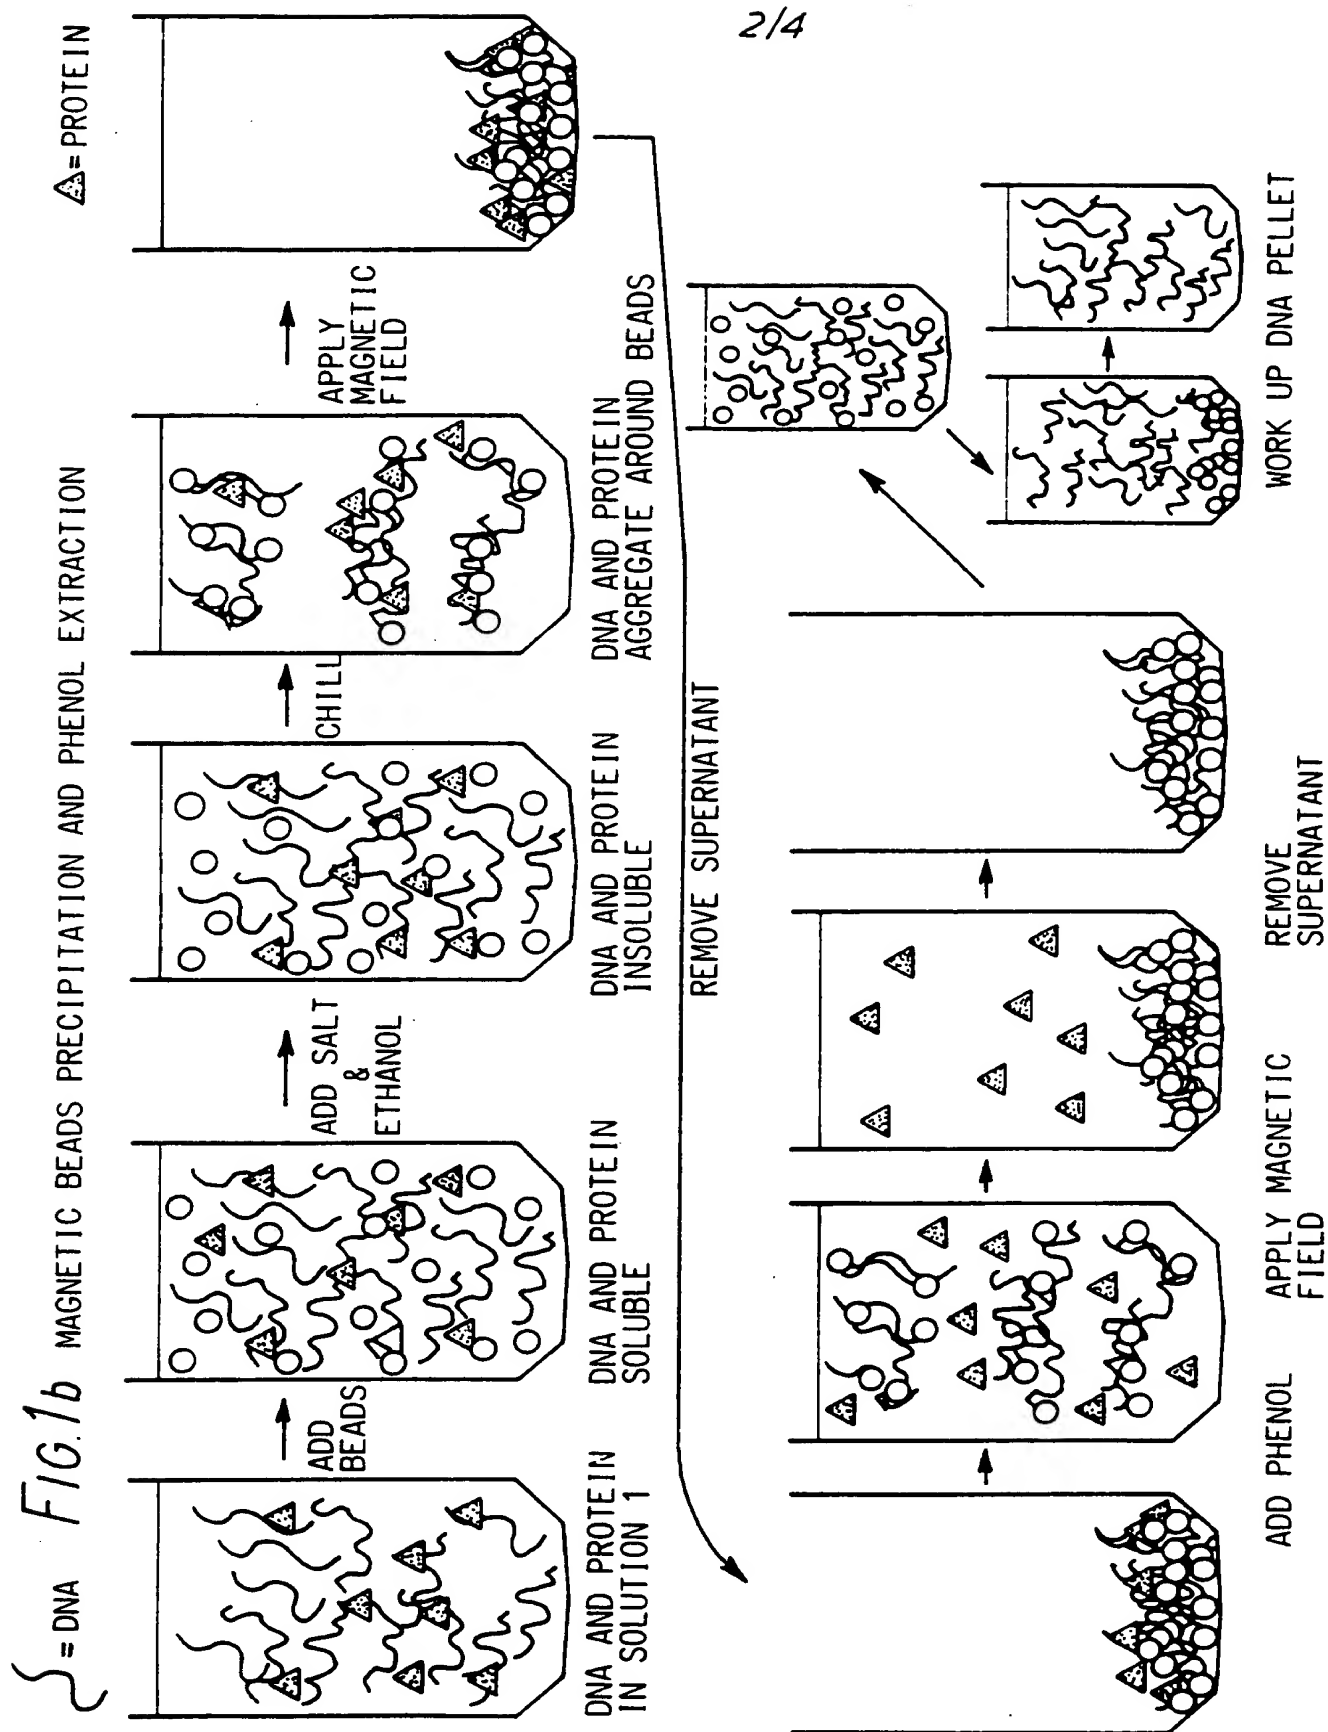 2/4
= DNA
FIG. 1b MAGNETIC BEADS PRECIPITATION AND PHENOL EXTRACTION
= PROTEIN
ADD
BEADS
ADD SALT
&
ETHANOL
CHILL
APPLY
MAGNETIC
FIELD
DNA AND PROTEIN
IN SOLUTION 1
DNA AND PROTEIN
SOLUBLE
DNA AND PROTEIN
INSOLUBLE
DNA AND PROTEIN
AGGREGATE AROUND BEADS
REMOVE SUPERNATANT
ADD PHENOL
APPLY MAGNETIC
FIELD
REMOVE
SUPERNATANT
WORK UP DNA PELLET